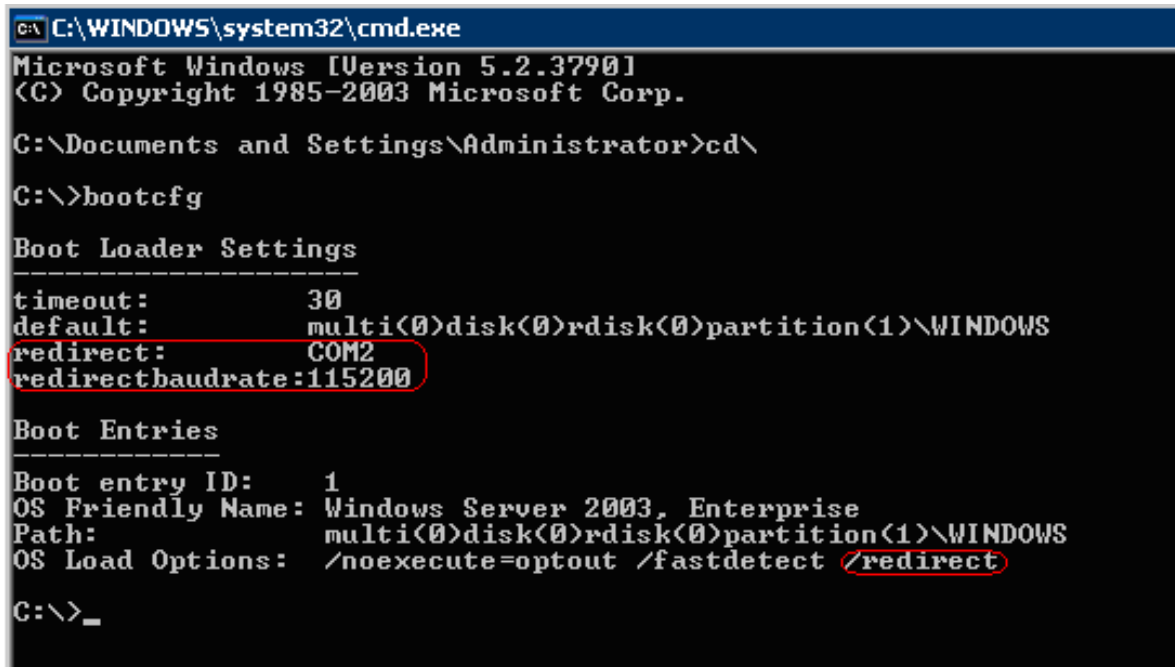 C:\WINDOWS\system32\cmd.exe
Microsoft Windows [Version 5.2.3790]
(C) Copyright 1985-2003 Microsoft Corp.
C:\Documents and Settings\Administrator>cd\
C:\>bootcfg
Boot Loader Settings
--------------------
timeout: 30
default: multi(0)disk(0)rdisk(0)partition(1)\WINDOWS
redirect: COM2
redirectbaudrate:115200
Boot Entries
------------
Boot entry ID: 1
OS Friendly Name: Windows Server 2003, Enterprise
Path: multi(0)disk(0)rdisk(0)partition(1)\WINDOWS
OS Load Options: /noexecute=optout /fastdetect /redirect
C:\>_